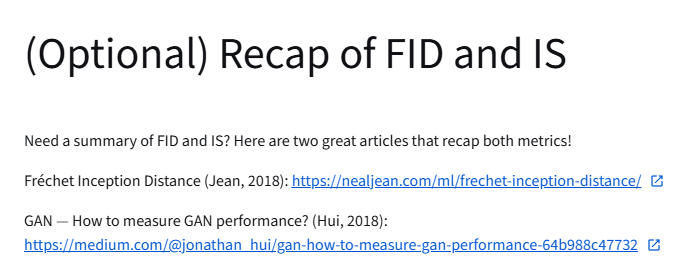 (Optional) Recap of FID and IS
Need a summary of FID and IS? Here are two great articles that recap both metrics!
Fréchet Inception Distance (Jean, 2018): https://nealjean.com/ml/frechet-inception-distance/
GAN — How to measure GAN performance? (Hui, 2018):
https://medium.com/@jonathan_hui/gan-how-to-measure-gan-performance-64b988c47732